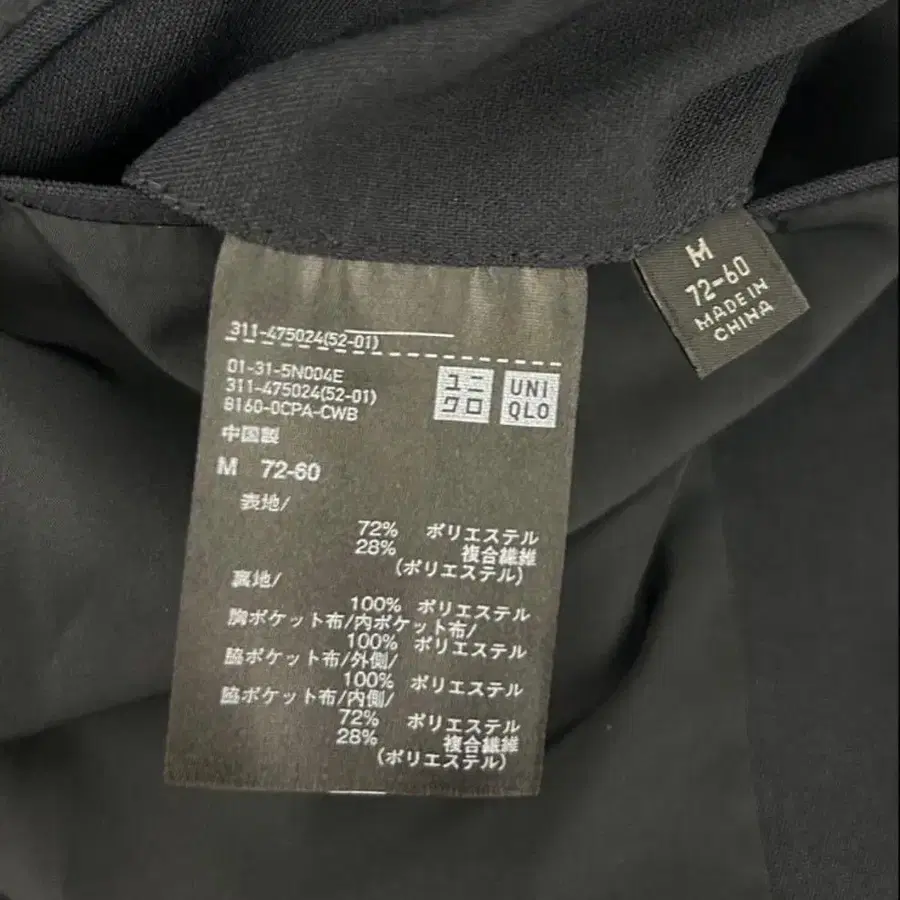 311-475024(52-01)
01-31-5N004E
311-475024(52-01)
8160-0CPA-CWB
ユニ
クロ
UNI
QLO
中国製
M 72-60
表地/
72% ポリエステル
28% 複合繊維
(ポリエステル)
裏地/
100% ポリエステル
胸ポケット布/内ポケット布/
100% ポリエステル
脇ポケット布/外側/
100% ポリエステル
脇ポケット布/内側/
72% ポリエステル
28% 複合繊維
(ポリエステル)
M
72-60
MADE IN
CHINA